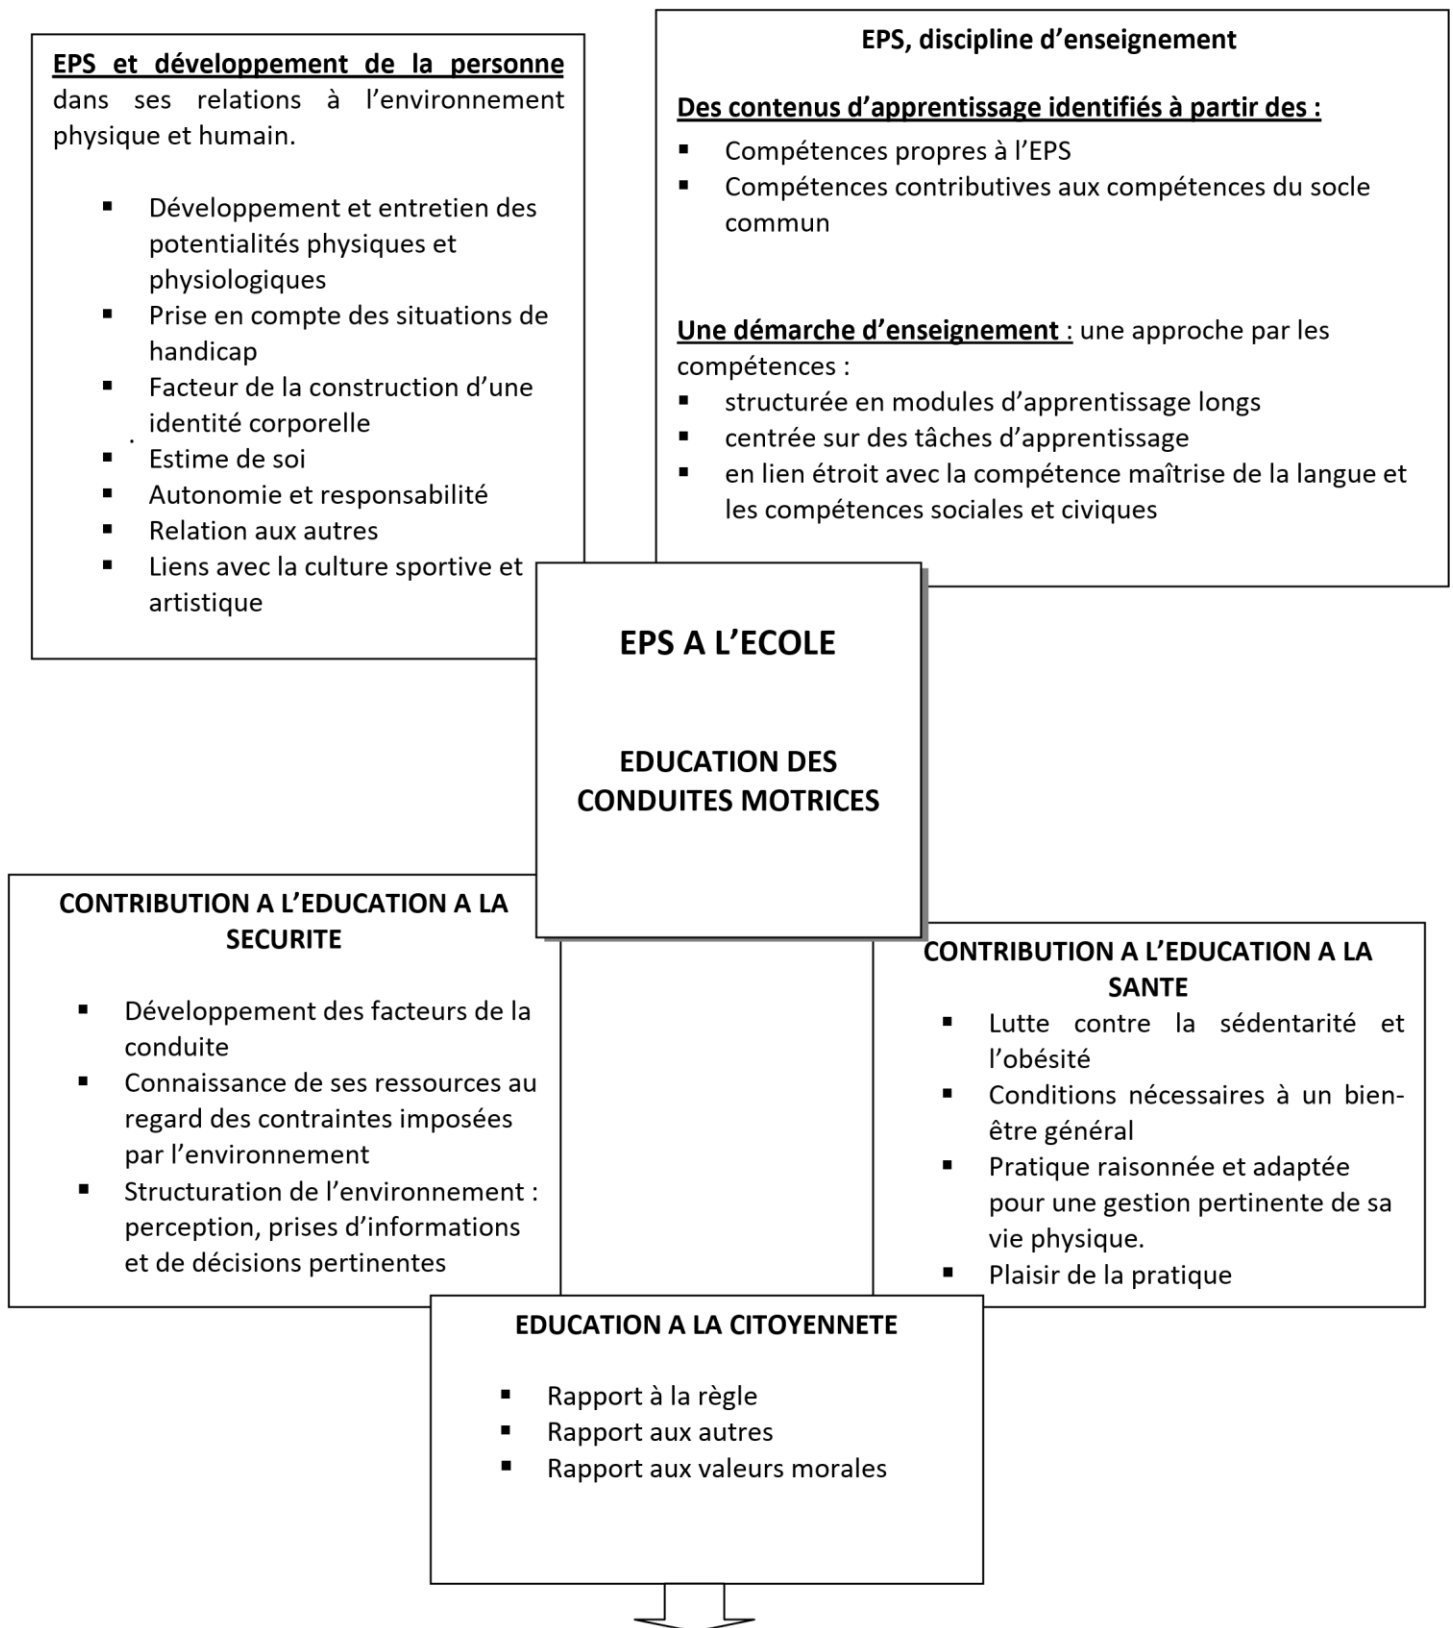 EPS et développement de la personne
dans ses relations à l’environnement
physique et humain.
▪ Développement et entretien des
potentialités physiques et
physiologiques
▪ Prise en compte des situations de
handicap
▪ Facteur de la construction d’une
identité corporelle
.
▪ Estime de soi
▪ Autonomie et responsabilité
▪ Relation aux autres
▪ Liens avec la culture sportive et
artistique
EPS, discipline d’enseignement
Des contenus d’apprentissage identifiés à partir des :
▪ Compétences propres à l’EPS
▪ Compétences contributives aux compétences du socle
commun
Une démarche d’enseignement : une approche par les
compétences :
▪ structurée en modules d’apprentissage longs
▪ centrée sur des tâches d’apprentissage
▪ en lien étroit avec la compétence maîtrise de la langue et
les compétences sociales et civiques
EPS A L’ECOLE
EDUCATION DES
CONDUITES MOTRICES
CONTRIBUTION A L’EDUCATION A LA
SECURITE
▪ Développement des facteurs de la
conduite
▪ Connaissance de ses ressources au
regard des contraintes imposées
par l’environnement
▪ Structuration de l’environnement :
perception, prises d’informations
et de décisions pertinentes
CONTRIBUTION A L’EDUCATION A LA
SANTE
▪ Lutte contre la sédentarité et
l’obésité
▪ Conditions nécessaires à un bien-
être général
▪ Pratique raisonnée et adaptée
pour une gestion pertinente de sa
vie physique.
▪ Plaisir de la pratique
EDUCATION A LA CITOYENNETE
▪ Rapport à la règle
▪ Rapport aux autres
▪ Rapport aux valeurs morales